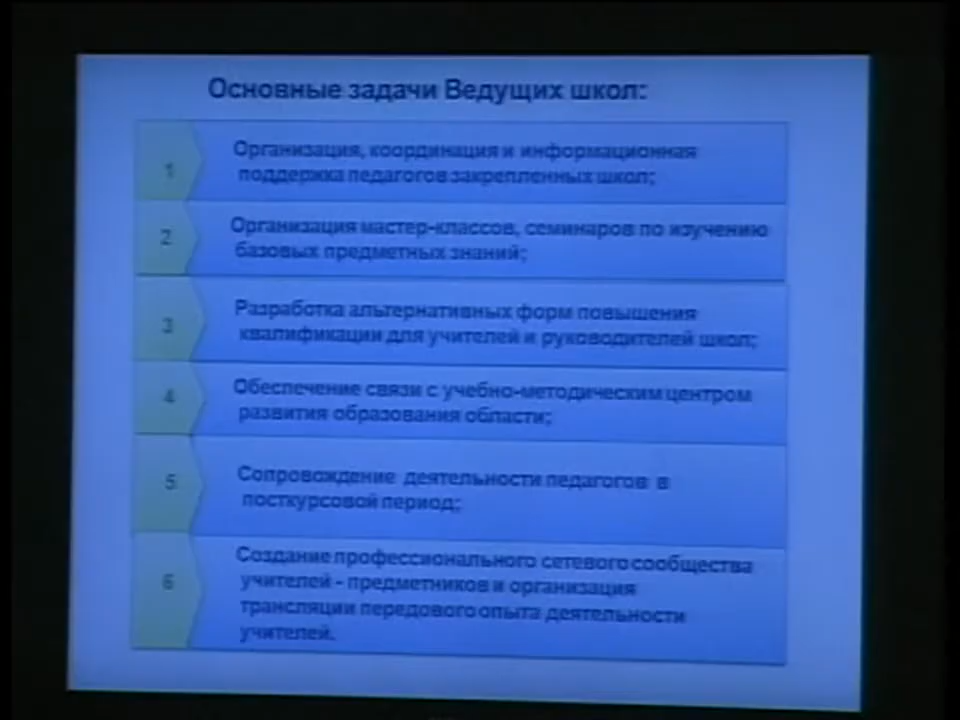 Основные задачи Ведущих школ:
1
Организация, координация и информационная
поддержка педагогов закрепленных школ;
2
Организация мастер-классов, семинаров по изучению
базовых предметных знаний;
3
Разработка альтернативных форм повышения
квалификации для учителей и руководителей школ;
4
Обеспечение связи с учебно-методическим центром
развития образования области;
5
Сопровождение деятельности педагогов в
посткурсовой период;
6
Создание профессионального сетевого сообщества
учителей - предметников и организация
трансляции передового опыта деятельности
учителей.